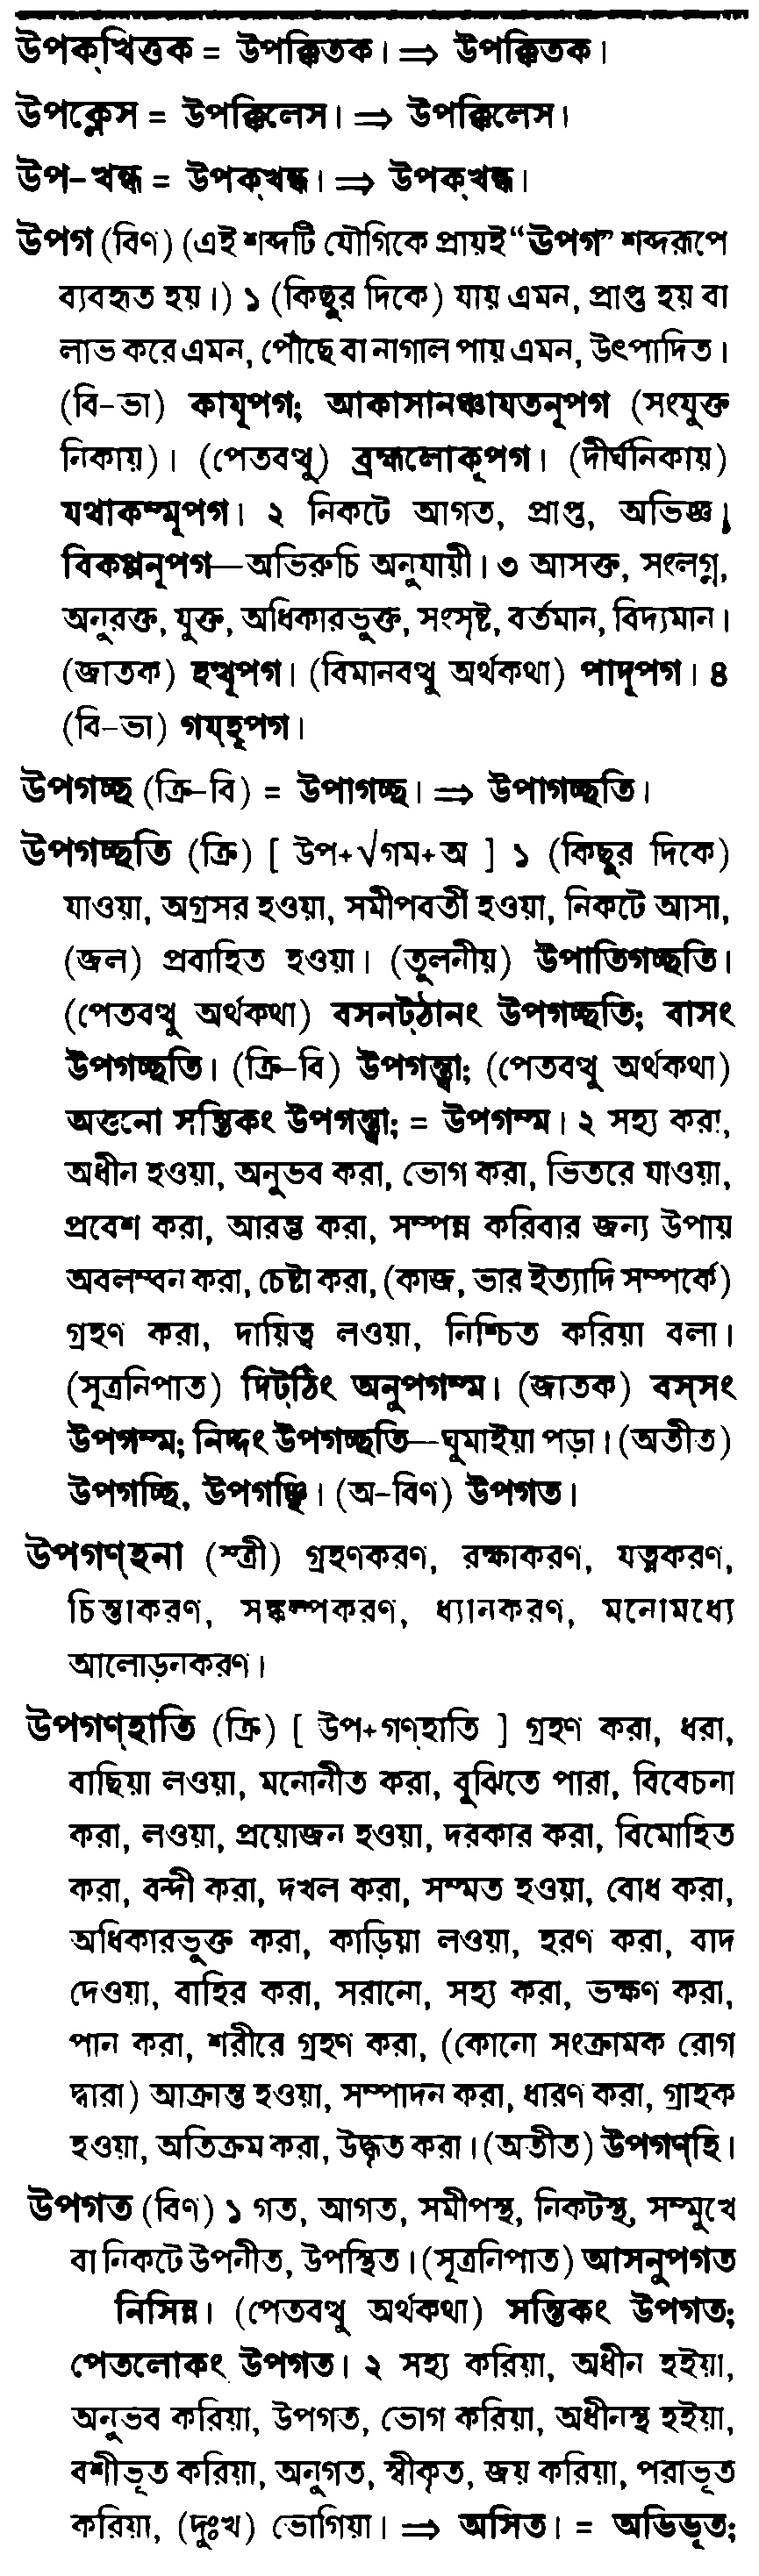 উপক্খিত্তক = উপক্কিতক। ⇒ উপক্কিতক।
উপক্লেস = উপক্কিলেস। ⇒ উপক্কিলেস।
উপ-খন্ধ = উপক্খন্ধ। ⇒ উপক্খন্ধ।
উপগ (বিণ) (এই শব্দটি যৌগিকে প্রায়ই “ঊপগ” শব্দরূপে
ব্যবহৃত হয়।) ১ (কিছুর দিকে) যায় এমন, প্রাপ্ত হয় বা
লাভ করে এমন, পৌঁছে বা নাগাল পায় এমন, উৎপাদিত।
(বি-ভা) কাযূপগ; আকাসানঞ্চাযতনূপগ (সংযুক্ত
নিকায়)। (পেতবত্থু) ব্রহ্মলোকূপগ। (দীর্ঘনিকায়)
যথাকম্মূপগ। ২ নিকটে আগত, প্রাপ্ত, অভিজ্ঞ।
বিকপ্পনূপগ—অভিরুচি অনুযায়ী। ৩ আসক্ত, সংলগ্ন,
অনুরক্ত, যুক্ত, অধিকারভুক্ত, সংসৃষ্ট, বর্তমান, বিদ্যমান।
(জাতক) হত্থূপগ। (বিমানবত্থু অর্থকথা) পাদূপগ। ৪
(বি-ভা) গয্হূপগ।
উপগচ্ছ (ক্রি-বি) = উপাগচ্ছ। ⇒ উপাগচ্ছতি।
উপগচ্ছতি (ক্রি) [ উপ+√গম+অ ] ১ (কিছুর দিকে)
যাওয়া, অগ্রসর হওয়া, সমীপবর্তী হওয়া, নিকটে আসা,
(জল) প্রবাহিত হওয়া। (তুলনীয়) উপাতিগচ্ছতি।
(পেতবত্থু অর্থকথা) বসনট্ঠানং উপগচ্ছতি; বাসং
উপগচ্ছতি। (ক্রি-বি) উপগন্ত্বা; (পেতবত্থু অর্থকথা)
অত্তনো সন্তিকং উপগন্ত্বা; = উপগম্ম। ২ সহ্য করা,
অধীন হওয়া, অনুভব করা, ভোগ করা, ভিতরে যাওয়া,
প্রবেশ করা, আরম্ভ করা, সম্পন্ন করিবার জন্য উপায়
অবলম্বন করা, চেষ্টা করা, (কাজ, ভার ইত্যাদি সম্পর্কে)
গ্রহণ করা, দায়িত্ব লওয়া, নিশ্চিত করিয়া বলা।
(সূত্রনিপাত) দিট্ঠিং অনুপগম্ম। (জাতক) বস্সং
উপগম্ম; নিদ্দং উপগচ্ছতি—ঘুমাইয়া পড়া। (অতীত)
উপগচ্ছি, উপগঞ্ছি। (অ-বিণ) উপগত।
উপগণ্হনা (স্ত্রী) গ্রহণকরণ, রক্ষাকরণ, যত্নকরণ,
চিন্তাকরণ, সঙ্কল্পকরণ, ধ্যানকরণ, মনোমধ্যে
আলোড়নকরণ।
উপগণ্হাতি (ক্রি) [ উপ+গণ্হাতি ] গ্রহণ করা, ধরা,
বাছিয়া লওয়া, মনোনীত করা, বুঝিতে পারা, বিবেচনা
করা, লওয়া, প্রয়োজন হওয়া, দরকার করা, বিমোহিত
করা, বন্দী করা, দখল করা, সম্মত হওয়া, বোধ করা,
অধিকারভুক্ত করা, কাড়িয়া লওয়া, হরণ করা, বাদ
দেওয়া, বাহির করা, সরানো, সহ্য করা, ভক্ষণ করা,
পান করা, শরীরে গ্রহণ করা, (কোনো সংক্রামক রোগ
দ্বারা) আক্রান্ত হওয়া, সম্পাদন করা, ধারণ করা, গ্রাহক
হওয়া, অতিক্রম করা, উদ্ধৃত করা। (অতীত) উপগণ্হি।
উপগত (বিণ) ১ গত, আগত, সমীপস্থ, নিকটস্থ, সম্মুখে
বা নিকটে উপনীত, উপস্থিত। (সূত্রনিপাত) আসনুপগত
নিসিন্ন। (পেতবত্থু অর্থকথা) সন্তিকং উপগত;
পেতলোকং উপগত। ২ সহ্য করিয়া, অধীন হইয়া,
অনুভব করিয়া, উপগত, ভোগ করিয়া, অধীনস্থ হইয়া,
বশীভূত করিয়া, অনুগত, স্বীকৃত, জয় করিয়া, পরাভূত
করিয়া, (দুঃখ) ভোগিয়া। ⇒ অসিত। = অভিভূত;